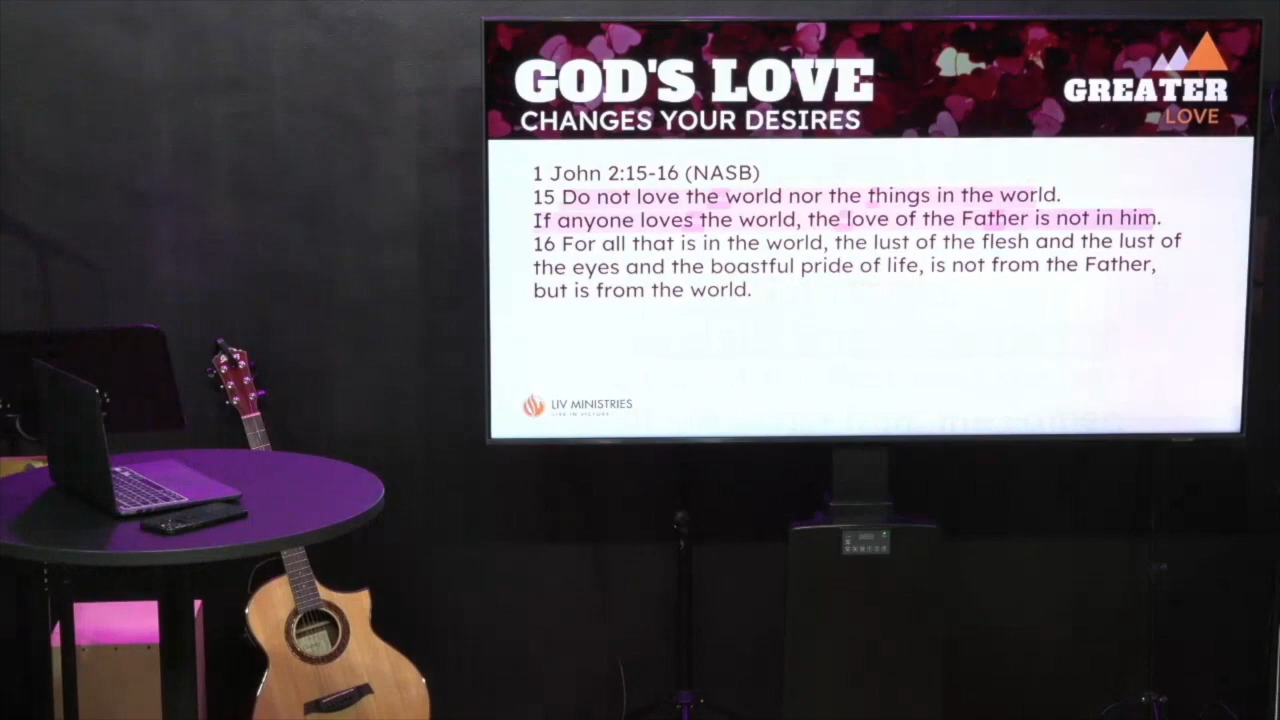 GOD'S LOVE
CHANGES YOUR DESIRES
GREATER
LOVE
1 John 2:15-16 (NASB)
15 Do not love the world nor the things in the world.
If anyone loves the world, the love of the Father is not in him.
16 For all that is in the world, the lust of the flesh and the lust of
the eyes and the boastful pride of life, is not from the Father,
but is from the world.
LIV MINISTRIES
LIVE IN VICTORY